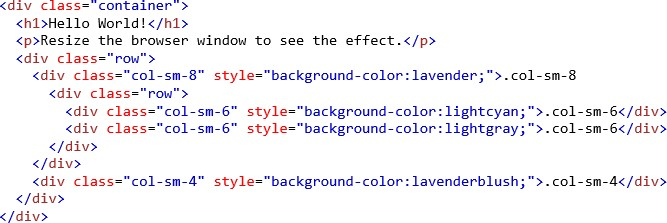 <div class="container">
<h1>Hello World!</h1>
<p>Resize the browser window to see the effect.</p>
<div class="row">
<div class="col-sm-8" style="background-color:lavender;">.col-sm-8
<div class="row">
<div class="col-sm-6" style="background-color:lightcyan;">.col-sm-6</div>
<div class="col-sm-6" style="background-color:lightgray;">.col-sm-6</div>
</div>
</div>
<div class="col-sm-4" style="background-color:lavenderblush;">.col-sm-4</div>
</div>
</div>